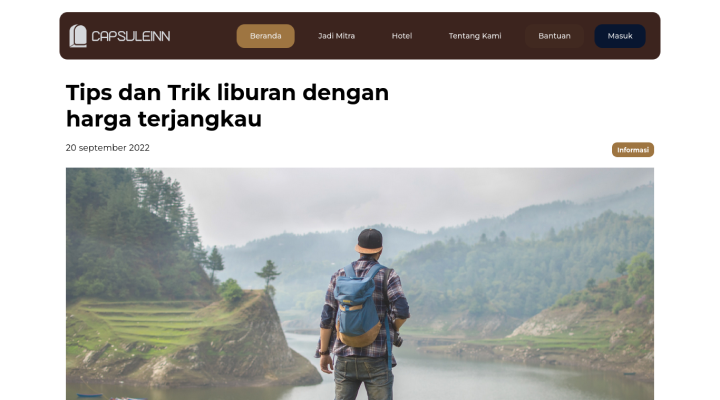 CAPSULEINN
Beranda
Jadi Mitra
Hotel
Tentang Kami
Bantuan
Masuk
Tips dan Trik liburan dengan
harga terjangkau
20 september 2022
Informasi